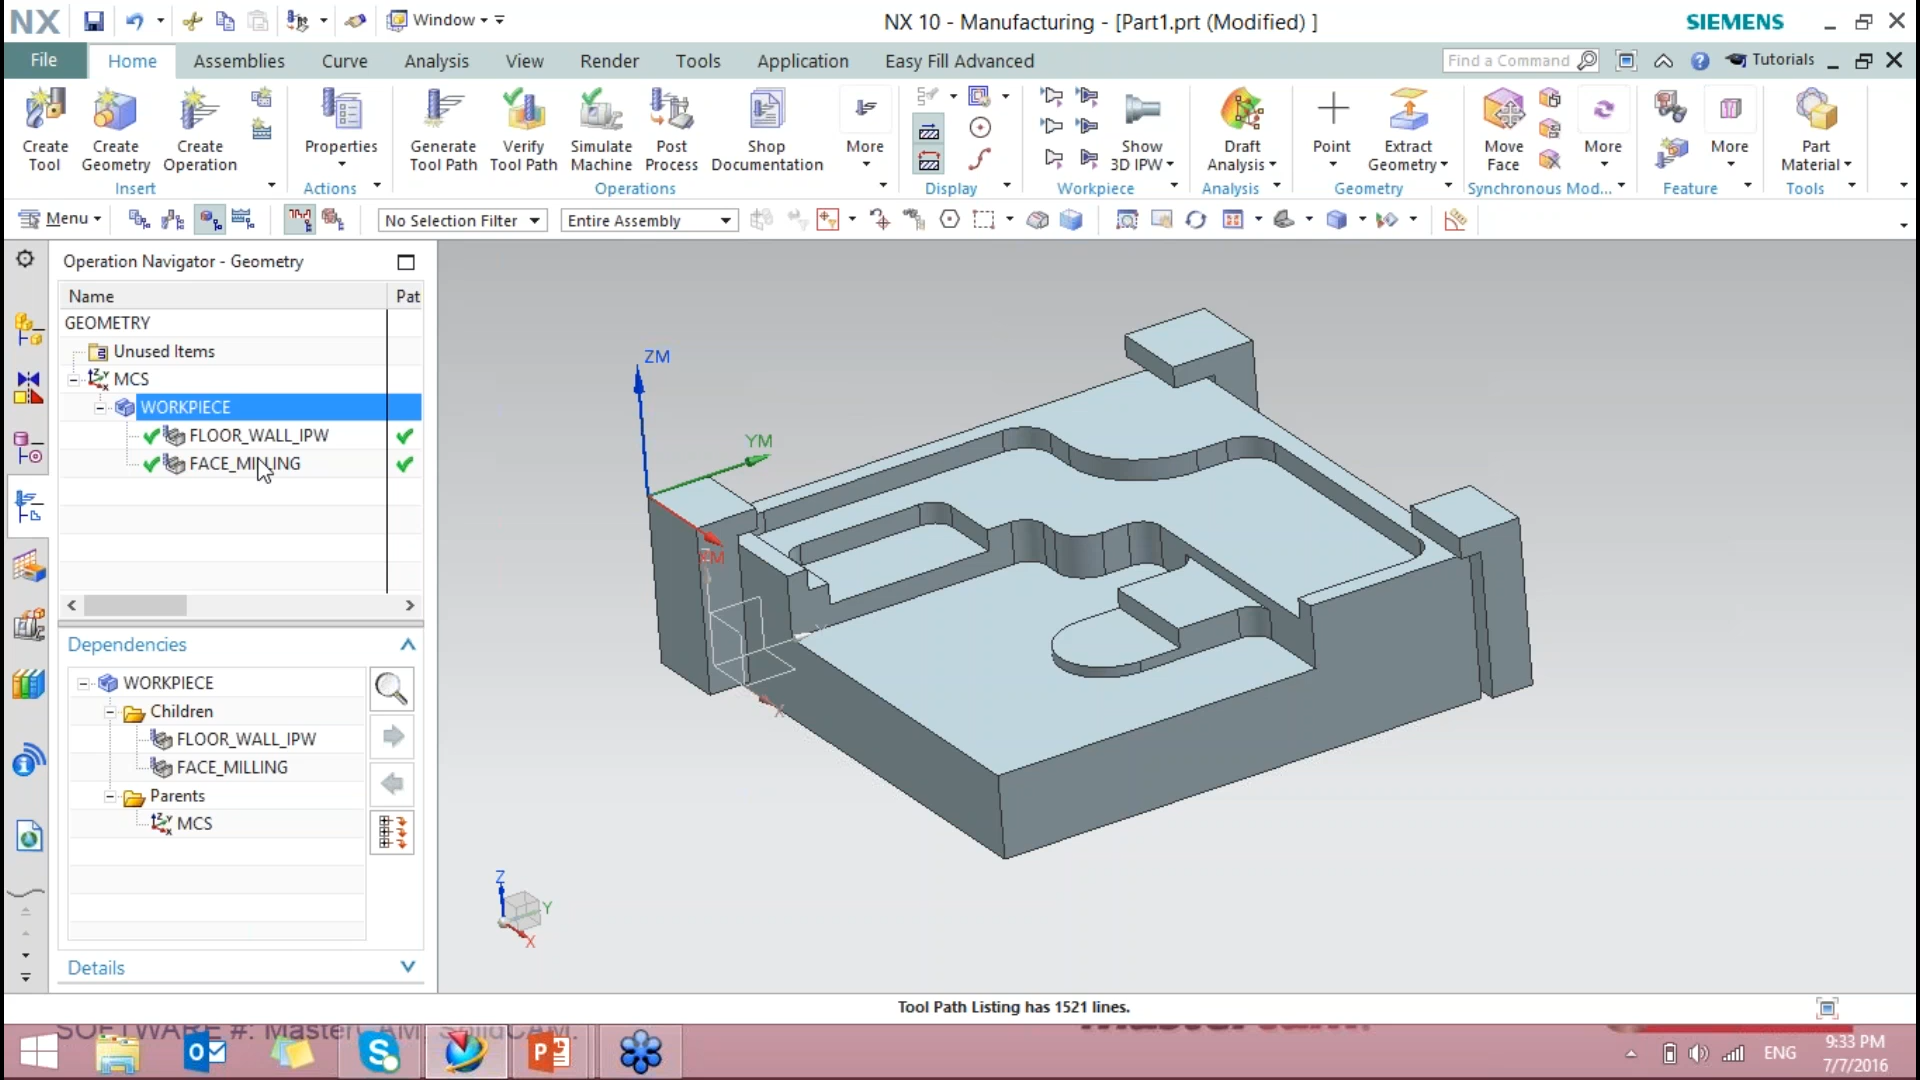 NX
Window
NX 10 - Manufacturing - [Part1.prt (Modified) ]
SIEMENS
File
Home
Assemblies
Curve
Analysis
View
Render
Tools
Application
Easy Fill Advanced
Find a Command
Tutorials
Create Tool
Create Geometry
Create Operation
Properties
Generate Tool Path
Verify Tool Path
Simulate Machine
Post Process
Shop Documentation
More
Show 3D IPW
Draft Analysis
Point
Extract Geometry
Move Face
More
More
Part Material
Insert
Actions
Operations
Display
Workpiece
Analysis
Geometry
Synchronous Mod...
Feature
Tools
Menu
No Selection Filter
Entire Assembly
Operation Navigator - Geometry
Name
Pat
GEOMETRY
Unused Items
MCS
WORKPIECE
FLOOR_WALL_IPW
FACE_MILLING
Dependencies
WORKPIECE
Children
FLOOR_WALL_IPW
FACE_MILLING
Parents
MCS
Details
ZM
YM
X
Z
Y
X
Tool Path Listing has 1521 lines.
SOFTWARE #: MasterCAM, SolidCAM.
ENG
9:33 PM
7/7/2016